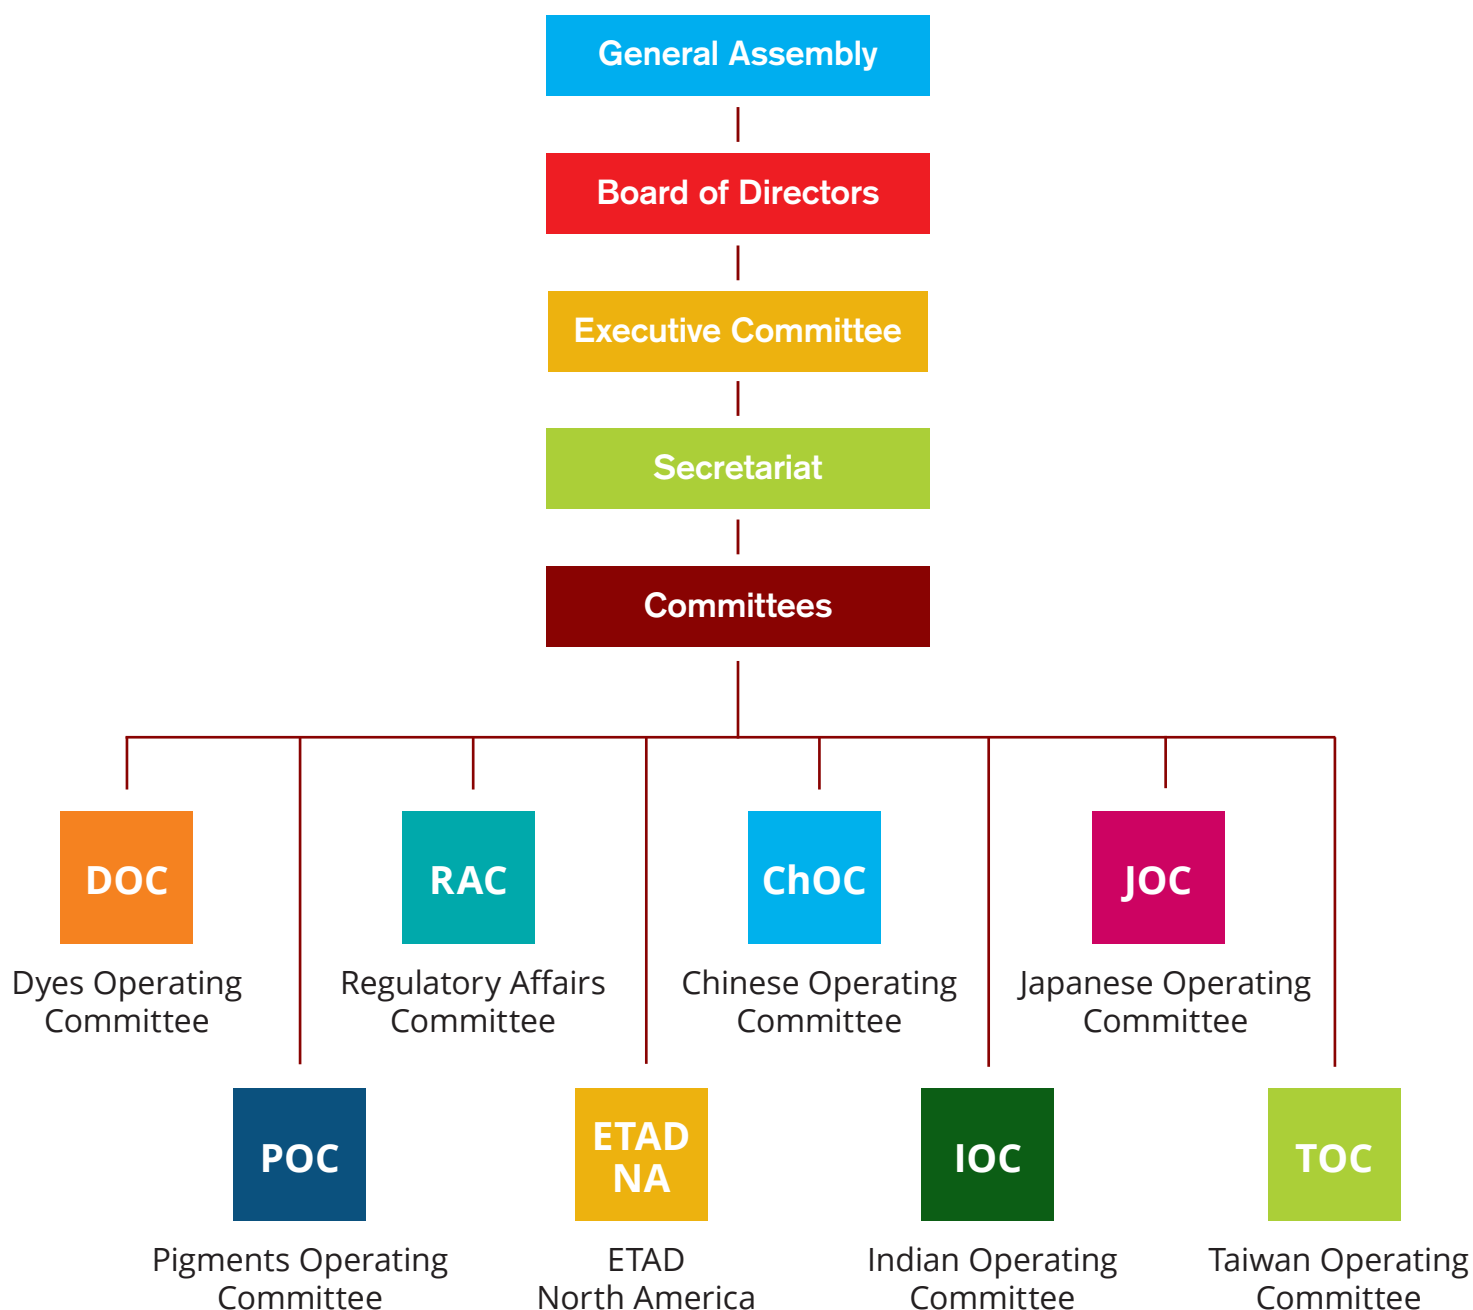 General Assembly
Board of Directors
Executive Committee
Secretariat
Committees
DOC
Dyes Operating
Committee
RAC
Regulatory Affairs
Committee
ChOC
Chinese Operating
Committee
JOC
Japanese Operating
Committee
POC
Pigments Operating
Committee
ETAD
NA
ETAD
North America
IOC
Indian Operating
Committee
TOC
Taiwan Operating
Committee